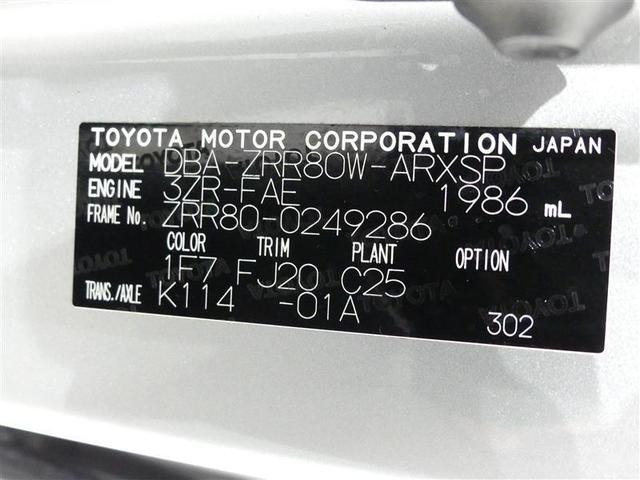 TOYOTA MOTOR CORPORATION JAPAN
MODEL DBA-ZRR80W-ARXSP
ENGINE 3ZR-FAE 1986 mL
FRAME No. ZRR80-0249286
COLOR TRIM PLANT OPTION
1F7 FJ20 C25
TRANS./AXLE K114 -01A
302